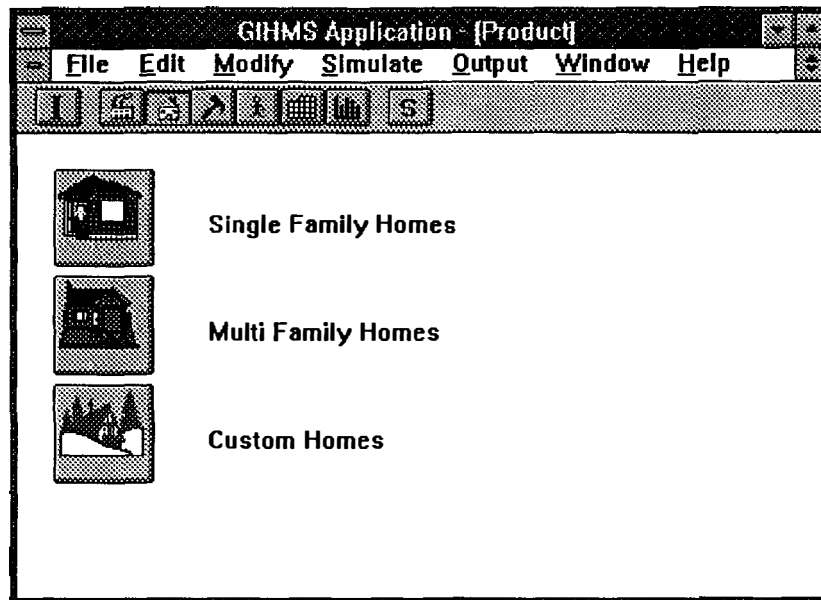 GIHMS Application - [Product]
File Edit Modify Simulate Output Window Help
I S
Single Family Homes
Multi Family Homes
Custom Homes